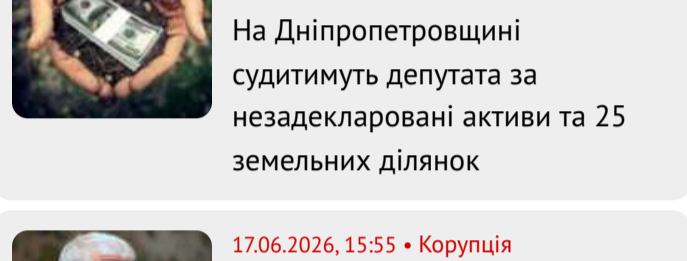 На Дніпропетровщині
судитимуть депутата за
незадекларовані активи та 25
земельних ділянок
17.06.2026, 15:55 • Корупція